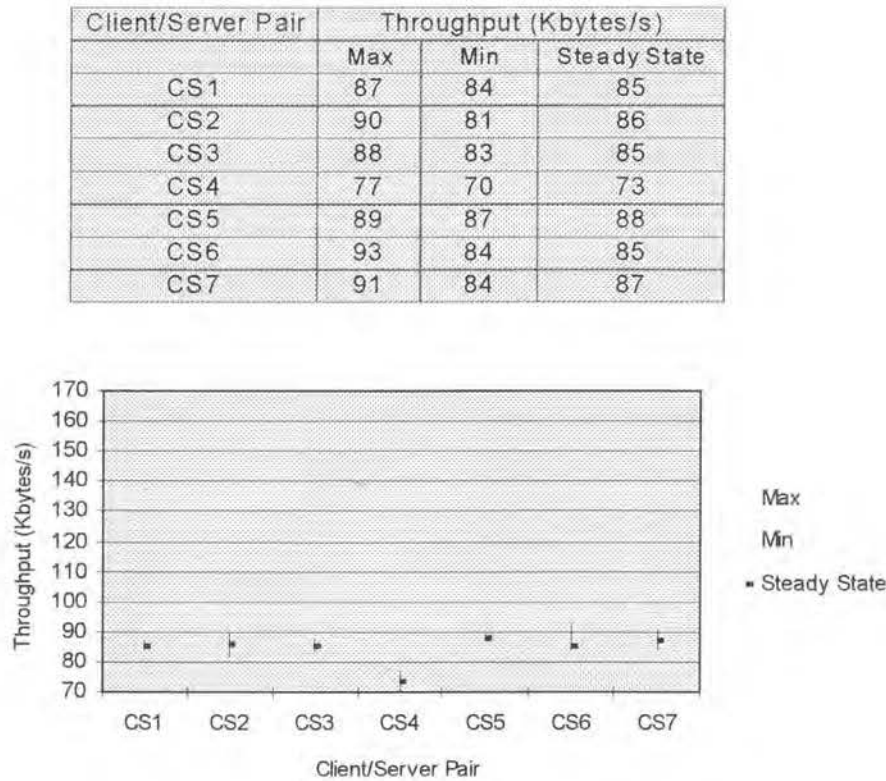 Client/Server Pair Throughput (Kbytes/s)
Max Min Steady State
CS1 87 84 85
CS2 90 81 86
CS3 88 83 85
CS4 77 70 73
CS5 89 87 88
CS6 93 84 85
CS7 91 84 87
170
160
150
140
130
120
110
100
90
80
70
Throughput (Kbytes/s)
CS1 CS2 CS3 CS4 CS5 CS6 CS7
Client/Server Pair
Max
Min
Steady State